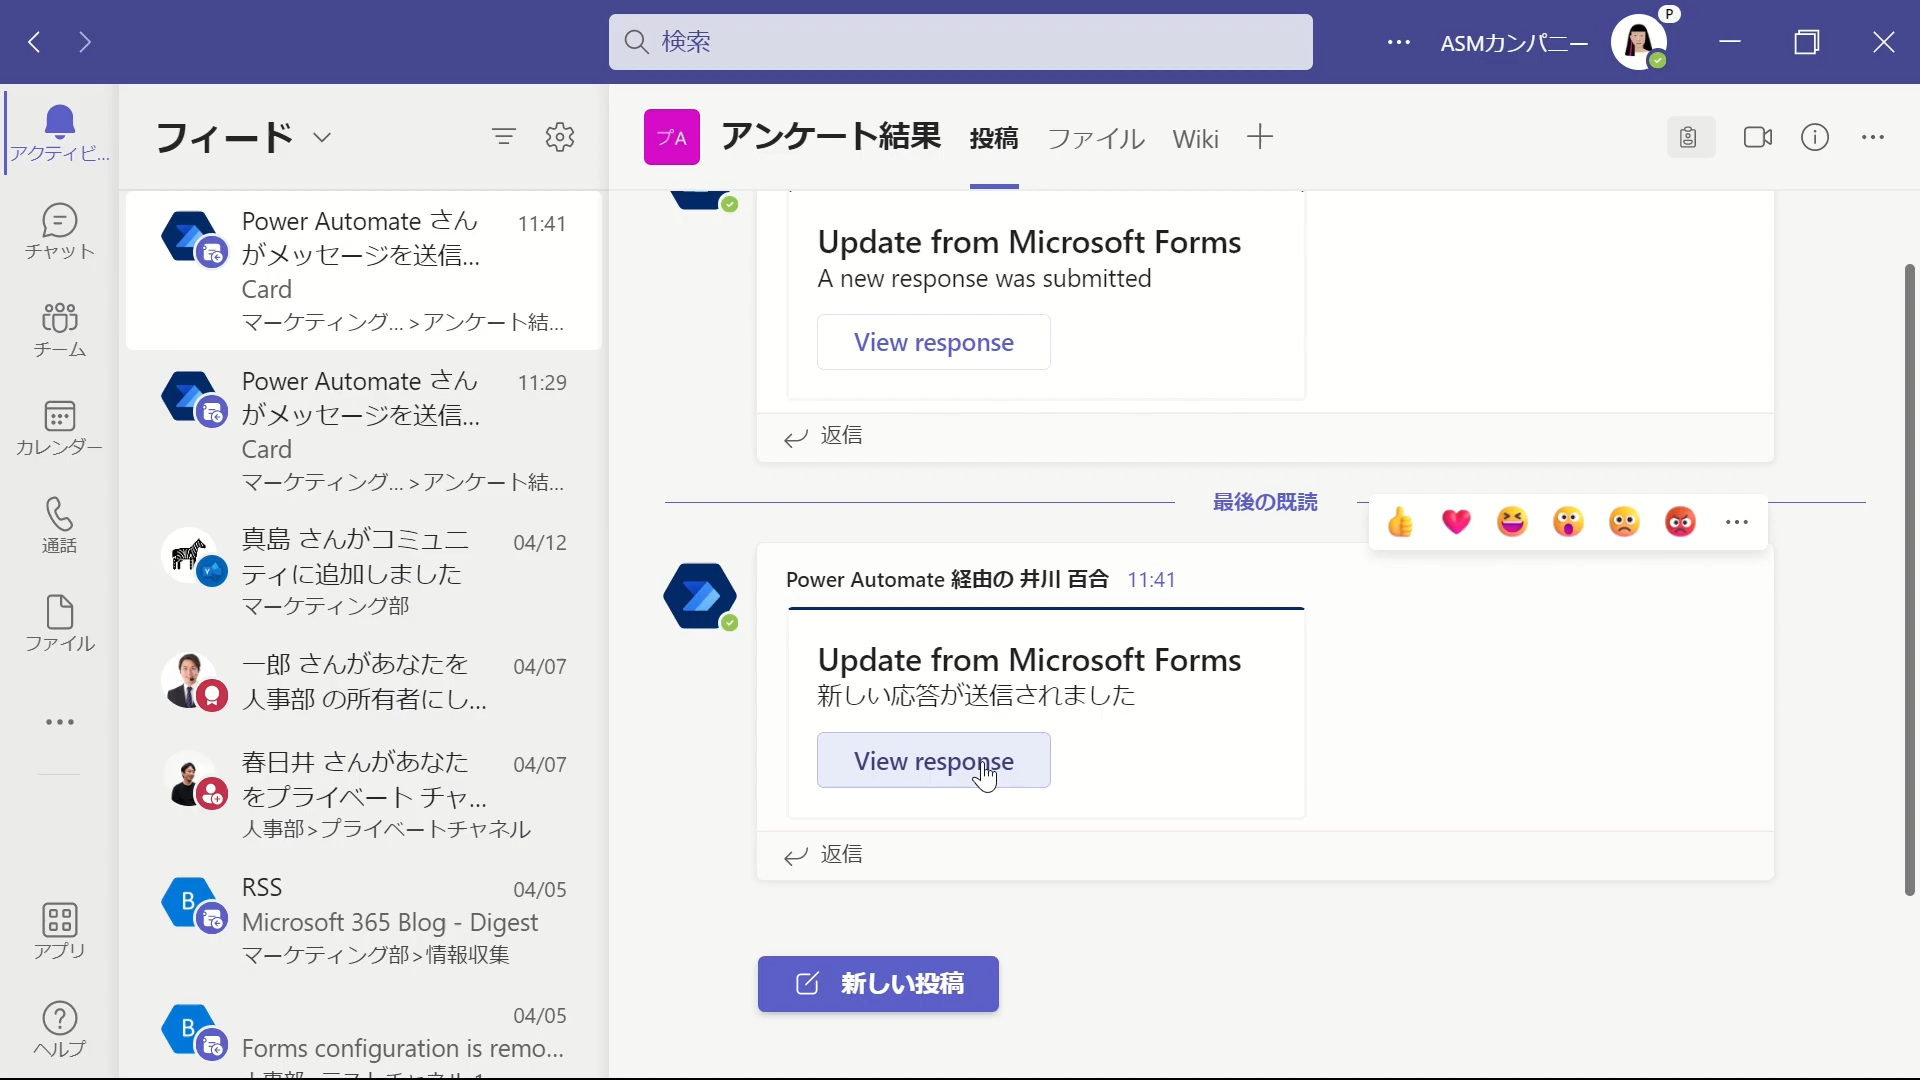 検索
ASMカンパニー
P
アクティビ...
チャット
チーム
カレンダー
通話
ファイル
アプリ
ヘルプ
フィード
Power Automate さん
がメッセージを送信...
11:41
Card
マーケティング... > アンケート結...
Power Automate さん
がメッセージを送信...
11:29
Card
マーケティング... > アンケート結...
真島 さんがコミュニ
ティに追加しました
04/12
マーケティング部
一郎 さんがあなたを
人事部 の所有者にし...
04/07
春日井 さんがあなた
をプライベート チャ...
04/07
人事部 > プライベートチャネル
B
RSS
04/05
Microsoft 365 Blog - Digest
マーケティング部 > 情報収集
B
04/05
Forms configuration is remo...
プA
アンケート結果
投稿
ファイル
Wiki
Update from Microsoft Forms
A new response was submitted
View response
返信
最後の既読
Power Automate 経由の 井川 百合
11:41
Update from Microsoft Forms
新しい応答が送信されました
View response
返信
新しい投稿